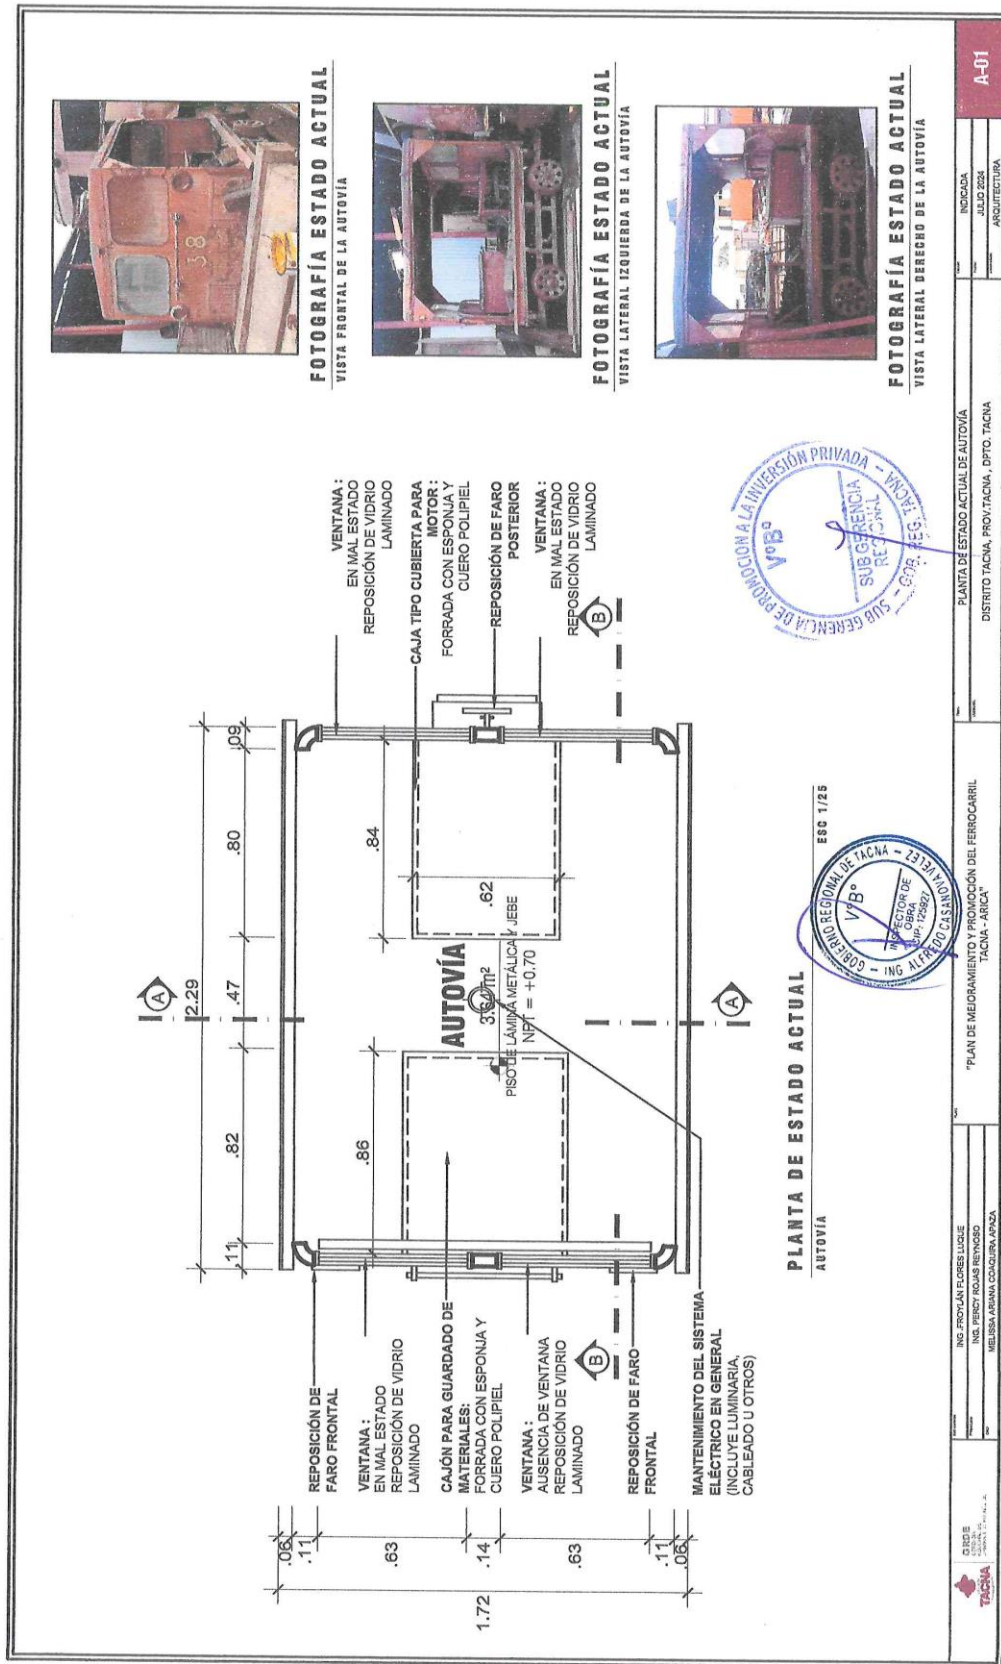 FOTOGRAFÍA ESTADO ACTUAL
VISTA FRONTAL DE LA AUTOVÍA
FOTOGRAFÍA ESTADO ACTUAL
VISTA LATERAL IZQUIERDA DE LA AUTOVÍA
FOTOGRAFÍA ESTADO ACTUAL
VISTA LATERAL DERECHO DE LA AUTOVÍA
38
A
2.29
.11
.82
.47
.80
.09
.86
.84
.62
AUTOVÍA
3.64 m²
PISO DE LÁMINA METÁLICA Y JEBE
NPT = +0.70
A
B
B
1.72
.06
.11
.63
.14
.63
.11
.06
REPOSICIÓN DE
FARO FRONTAL
VENTANA :
EN MAL ESTADO
REPOSICIÓN DE VIDRIO
LAMINADO
CAJÓN PARA GUARDADO DE
MATERIALES:
FORRADA CON ESPONJA Y
CUERO POLIPIEL
VENTANA :
AUSENCIA DE VENTANA
REPOSICIÓN DE VIDRIO
LAMINADO
REPOSICIÓN DE FARO
FRONTAL
MANTENIMIENTO DEL SISTEMA
ELÉCTRICO EN GENERAL
(INCLUYE LUMINARIA,
CABLEADO U OTROS)
VENTANA :
EN MAL ESTADO
REPOSICIÓN DE VIDRIO
LAMINADO
CAJA TIPO CUBIERTA PARA
MOTOR :
FORRADA CON ESPONJA Y
CUERO POLIPIEL
REPOSICIÓN DE FARO
POSTERIOR
VENTANA :
EN MAL ESTADO
REPOSICIÓN DE VIDRIO
LAMINADO
PLANTA DE ESTADO ACTUAL
AUTOVÍA
ESC 1/25
GOBIERNO REGIONAL DE TACNA
V°B°
INSPECTOR DE
OBRA
CIP: 125927
ING ALFREDO CASANOVA VELEZ
SUB GERENCIA DE PROMOCION A LA INVERSIÓN PRIVADA
V°B°
SUB GERENCIA
REGIONAL
GOB. REG. TACNA
TACNA
GRDE
ING .FROYLÁN FLORES LUQUE
ING. PERCY ROJAS REYNOSO
MELISSA ARIANA COAQUIRA APAZA
"PLAN DE MEJORAMIENTO Y PROMOCIÓN DEL FERROCARRIL
TACNA - ARICA"
PLANTA DE ESTADO ACTUAL DE AUTOVÍA
DISTRITO TACNA, PROV.TACNA , DPTO. TACNA
INDICADA
JULIO 2024
ARQUITECTURA
A-01